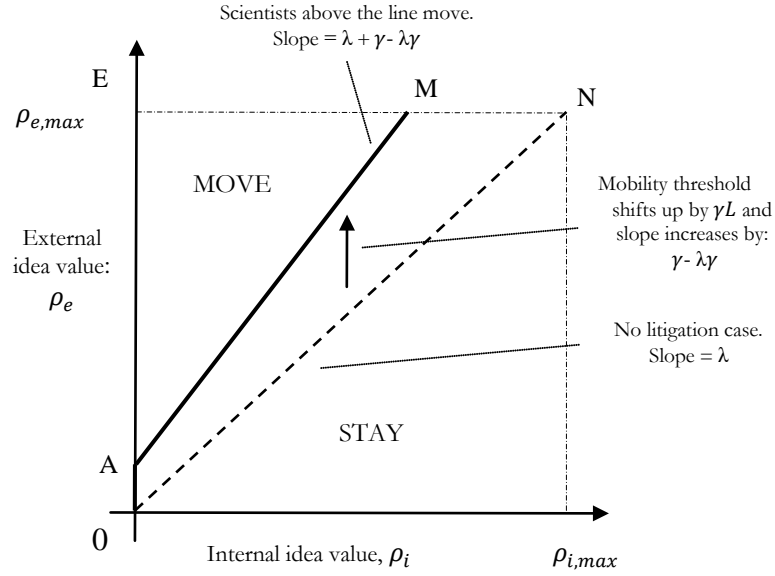 Scientists above the line move.
Slope = λ + γ - λγ
E
M
N
ρe,max
MOVE
Mobility threshold
shifts up by γL and
slope increases by:
γ - λγ
External
idea value:
ρe
No litigation case.
Slope = λ
STAY
A
0
Internal idea value, ρi
ρi,max